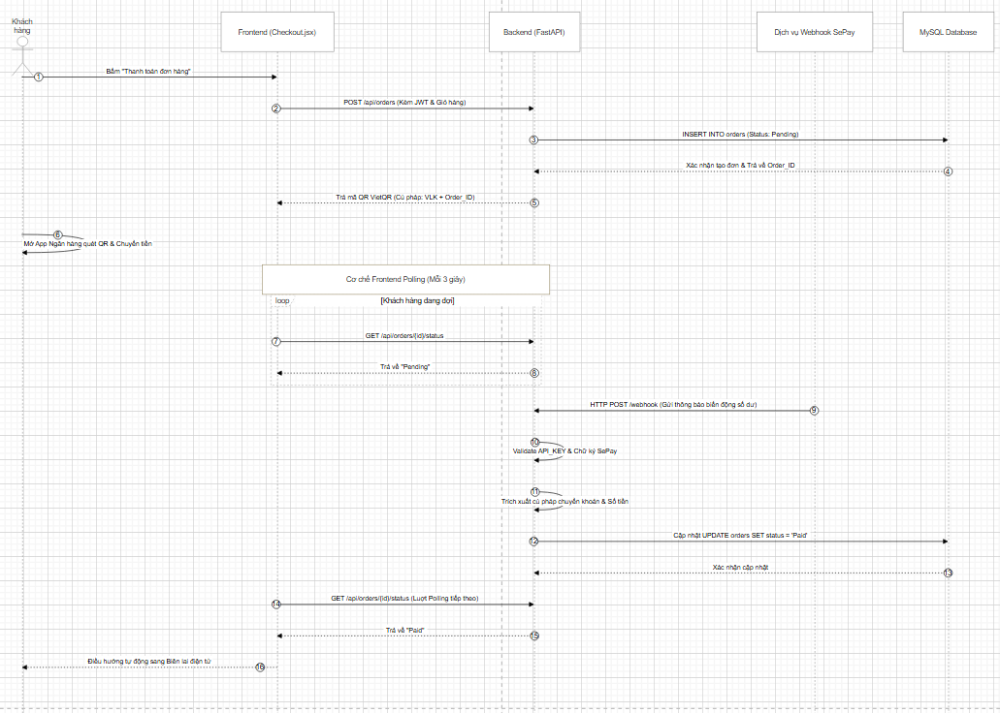 Khách
hàng
Frontend (Checkout.jsx)
Backend (FastAPI)
Dịch vụ Webhook SePay
MySQL Database
1
Bấm "Thanh toán đơn hàng"
2
POST /api/orders (Kèm JWT & Giỏ hàng)
3
INSERT INTO orders (Status: Pending)
Xác nhận tạo đơn & Trả về Order_ID
4
Trả mã QR VietQR (Cú pháp: VLK + Order_ID)
5
6
Mở App Ngân hàng quét QR & Chuyển tiền
Cơ chế Frontend Polling (Mỗi 3 giây)
loop
[Khách hàng đang đợi]
7
GET /api/orders/{id}/status
Trả về "Pending"
8
HTTP POST /webhook (Gửi thông báo biến động số dư)
9
10
Validate API_KEY & Chữ ký SePay
11
Trích xuất cú pháp chuyển khoản & Số tiền
12
Cập nhật UPDATE orders SET status = 'Paid'
Xác nhận cập nhật
13
14
GET /api/orders/{id}/status (Lượt Polling tiếp theo)
Trả về "Paid"
15
Điều hướng tự động sang Biên lai điện tử
16